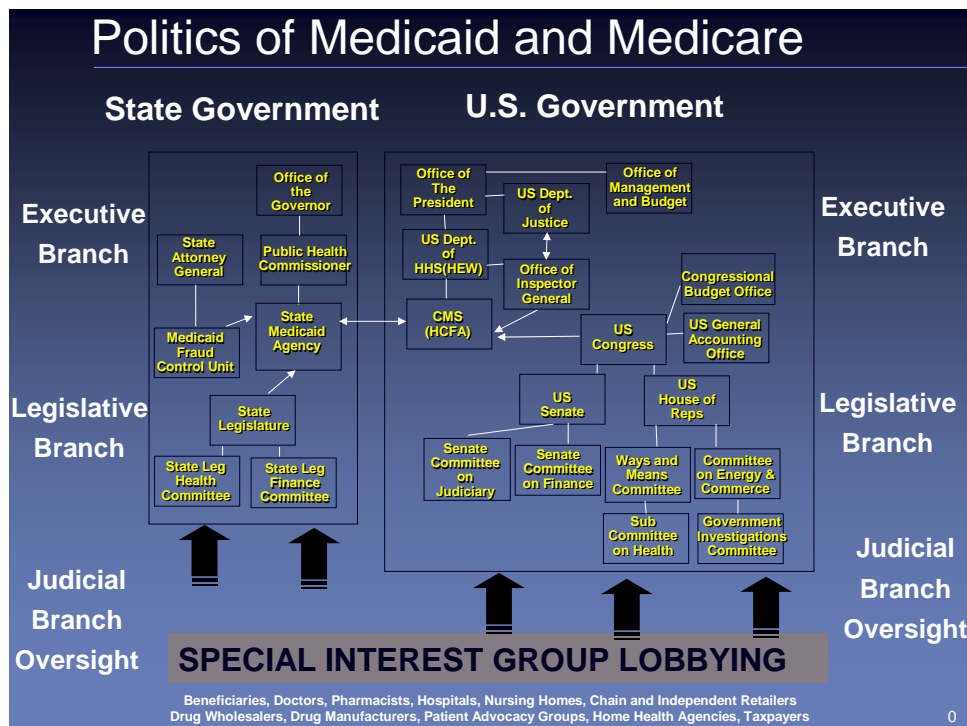 Politics of Medicaid and Medicare
State Government
U.S. Government
Executive
Branch
Legislative
Branch
Judicial
Branch
Oversight
Office of
the
Governor
State
Attorney
General
Public Health
Commissioner
Medicaid
Fraud
Control Unit
State
Medicaid
Agency
State
Legislature
State Leg
Health
Committee
State Leg
Finance
Committee
Office of
The
President
US Dept.
of
Justice
Office of
Management
and Budget
US Dept.
of
HHS(HEW)
Office of
Inspector
General
Congressional
Budget Office
CMS
(HCFA)
US
Congress
US General
Accounting
Office
US
Senate
US
House of
Reps
Senate
Committee
on
Judiciary
Senate
Committee
on Finance
Ways and
Means
Committee
Committee
on Energy &
Commerce
Sub
Committee
on Health
Government
Investigations
Committee
Executive
Branch
Legislative
Branch
Judicial
Branch
Oversight
SPECIAL INTEREST GROUP LOBBYING
Beneficiaries, Doctors, Pharmacists, Hospitals, Nursing Homes, Chain and Independent Retailers
Drug Wholesalers, Drug Manufacturers, Patient Advocacy Groups, Home Health Agencies, Taxpayers
0